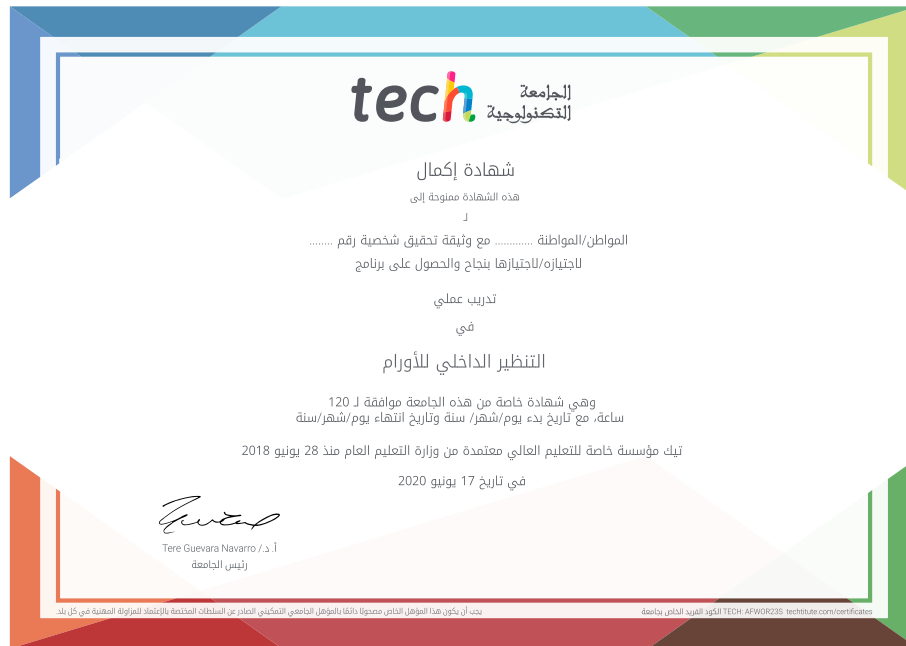 tech الجامعة
التكنولوجية
شهادة إكمال
هذه الشهادة ممنوحة إلى
لـ
المواطن/المواطنة ............. مع وثيقة تحقيق شخصية رقم ........
لاجتيازه/لاجتيازها بنجاح والحصول على برنامج
تدريب عملي
في
التنظير الداخلي للأورام
وهي شهادة خاصة من هذه الجامعة موافقة لـ 120
ساعة، مع تاريخ بدء يوم/شهر/ سنة وتاريخ انتهاء يوم/شهر/سنة
تيك مؤسسة خاصة للتعليم العالي معتمدة من وزارة التعليم العام منذ 28 يونيو 2018
في تاريخ 17 يونيو 2020
أ .د./ Tere Guevara Navarro
رئيس الجامعة
يجب أن يكون هذا المؤهل الخاص مصحوبًا دائمًا بالمؤهل الجامعي التمكيني الصادر عن السلطات المختصة بالإعتماد للمزاولة المهنية في كل بلد.
الكود الفريد الخاص بجامعة TECH: AFWOR23S techtitute.com/certificates